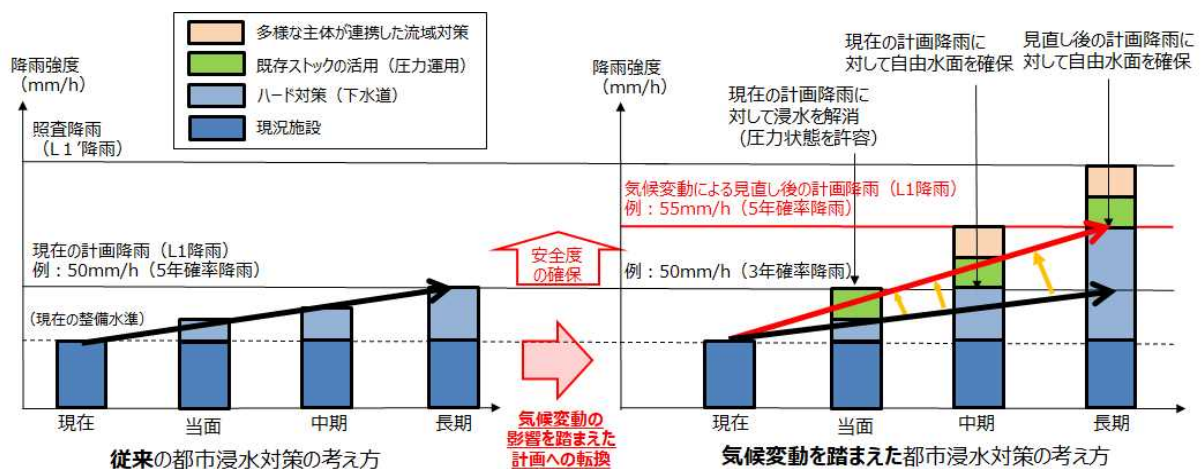 多様な主体が連携した流域対策
既存ストックの活用（圧力運用）
ハード対策（下水道）
現況施設
降雨強度
（mm/h）
照査降雨
（L１’降雨）
現在の計画降雨（L1降雨）
例：50mm/h（5年確率降雨）
（現在の整備水準）
現在
当面
中期
長期
従来の都市浸水対策の考え方
安全度
の確保
気候変動の
影響を踏まえた
計画への転換
降雨強度
（mm/h）
現在の計画降雨に
対して浸水を解消
（圧力状態を許容）
現在の計画降雨に
対して自由水面を確保
見直し後の計画降雨に
対して自由水面を確保
気候変動による見直し後の計画降雨（L1降雨）
例：55mm/h（5年確率降雨）
例：50mm/h（3年確率降雨）
現在
当面
中期
長期
気候変動を踏まえた都市浸水対策の考え方